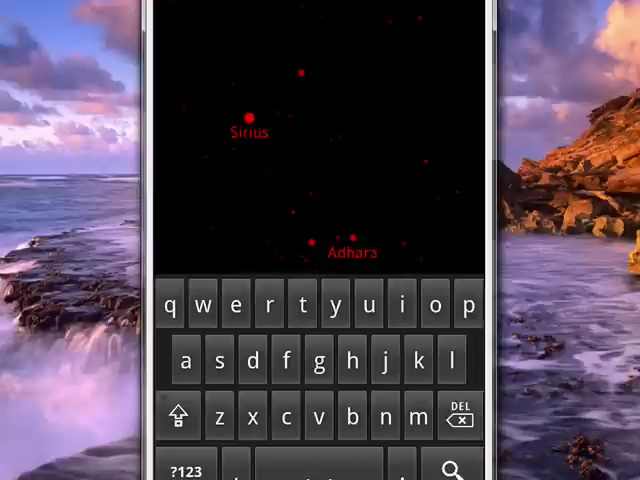 Sirius
Adhara
q w e r t y u i o p
a s d f g h j k l
z x c v b n m DEL
?123